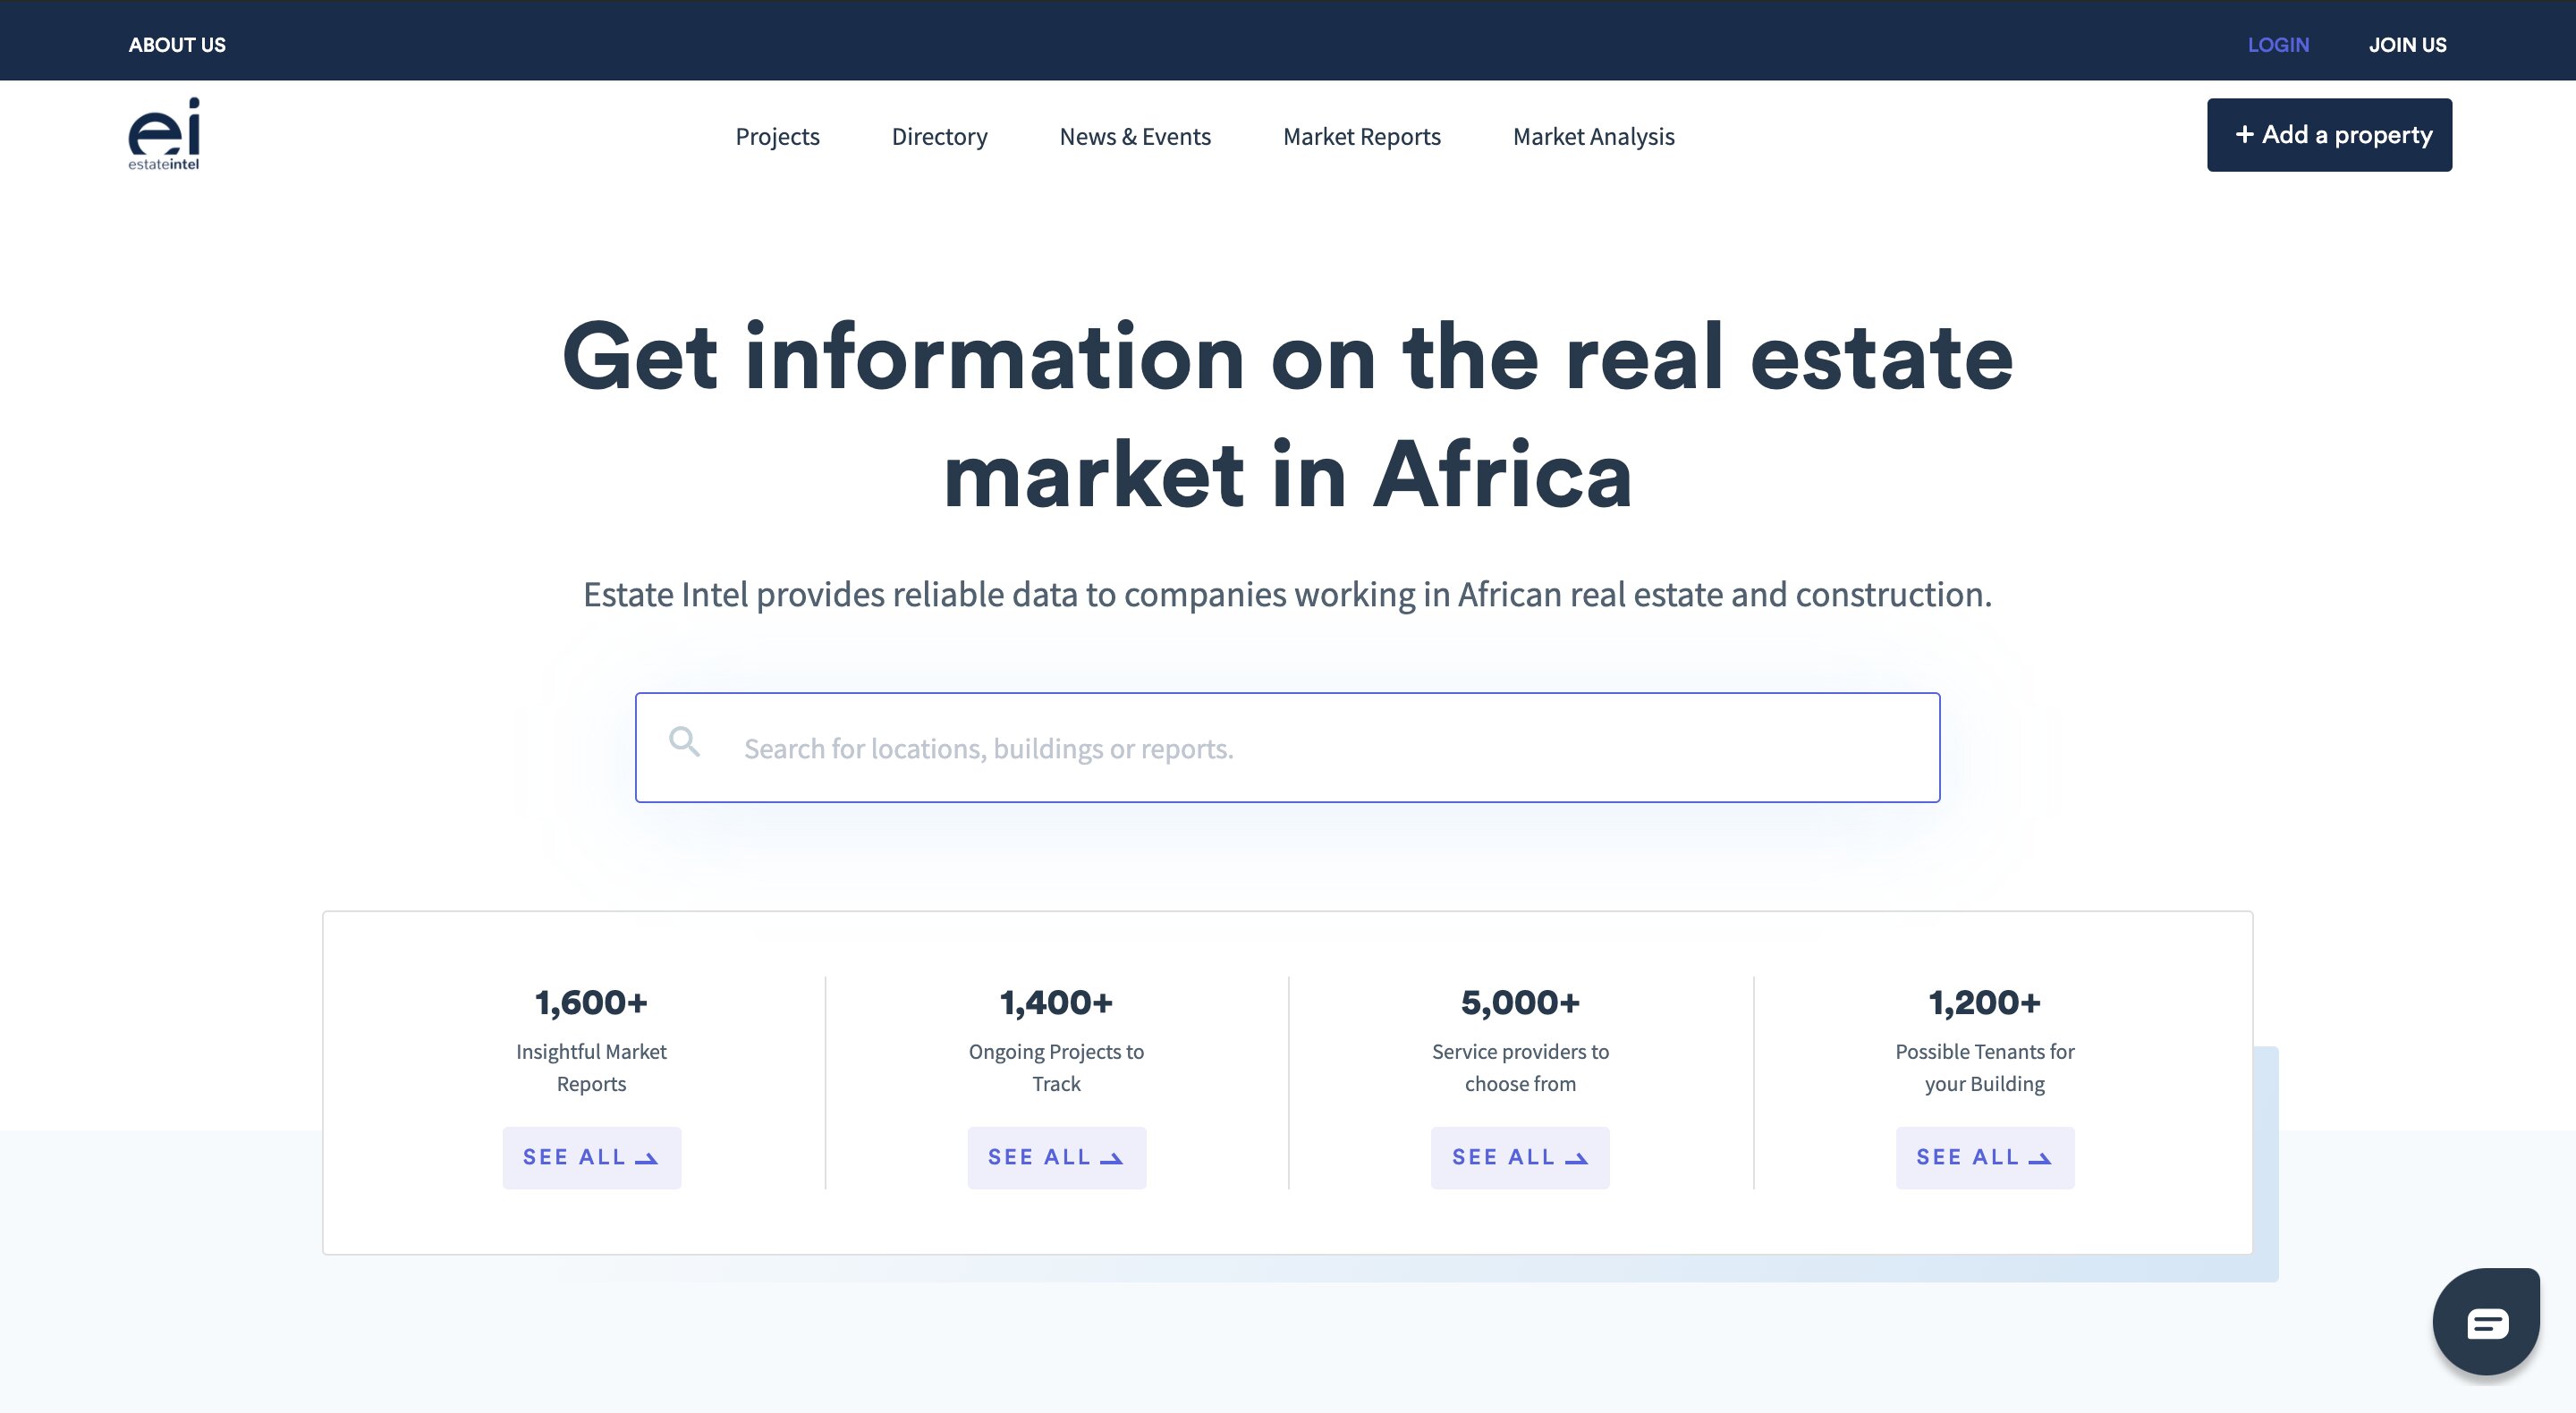 ABOUT US
LOGIN
JOIN US
ei
estateintel
Projects
Directory
News & Events
Market Reports
Market Analysis
+ Add a property
Get information on the real estate
market in Africa
Estate Intel provides reliable data to companies working in African real estate and construction.
Search for locations, buildings or reports.
1,600+
Insightful Market
Reports
SEE ALL
1,400+
Ongoing Projects to
Track
SEE ALL
5,000+
Service providers to
choose from
SEE ALL
1,200+
Possible Tenants for
your Building
SEE ALL